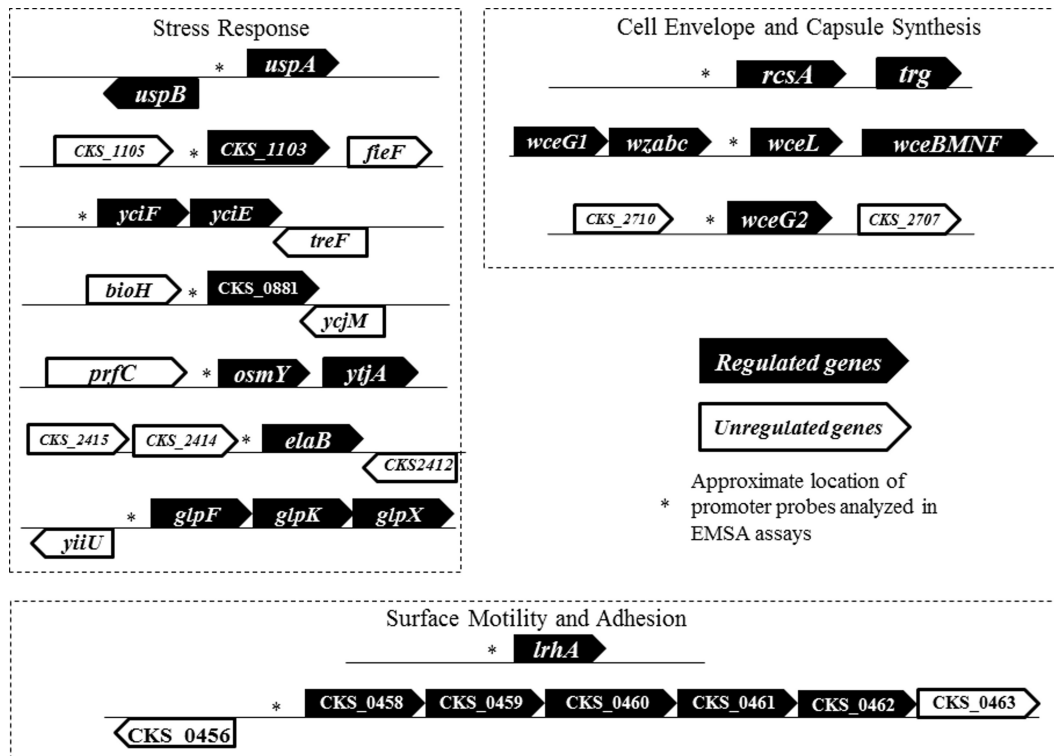 Stress Response
* uspA
uspB
CKS_1105 * CKS_1103 fieF
* yciF yciE
treF
bioH * CKS_0881
ycjM
prfC * osmY ytjA
CKS_2415 CKS_2414 * elaB
CKS2412
* glpF glpK glpX
yiiU
Cell Envelope and Capsule Synthesis
* rcsA trg
wceG1 wzabc * wceL wceBMNF
CKS_2710 * wceG2 CKS_2707
Regulated genes
Unregulated genes
Approximate location of
* promoter probes analyzed in
EMSA assays
Surface Motility and Adhesion
* lrhA
* CKS_0458 CKS_0459 CKS_0460 CKS_0461 CKS_0462 CKS_0463
CKS_0456